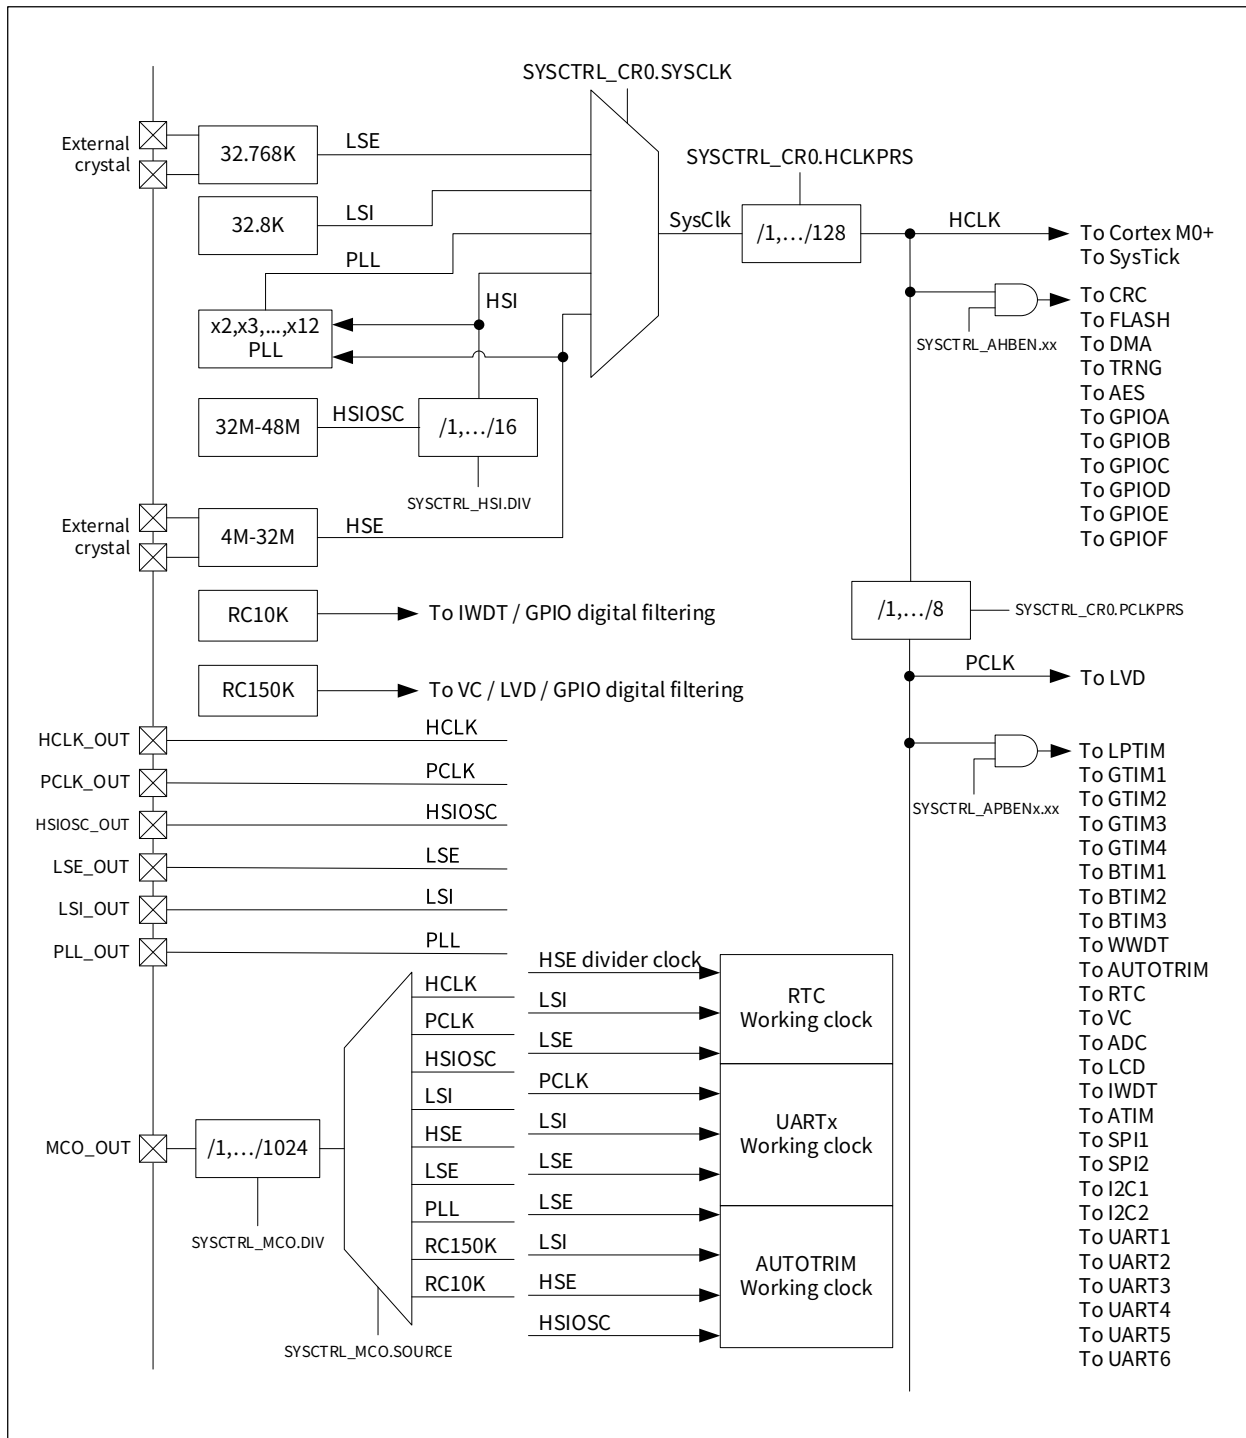 SYSCTRL_CR0.SYSCLK
External
crystal
32.768K
LSE
SYSCTRL_CR0.HCLKPRS
32.8K
LSI
SysClk
/1,…/128
HCLK
To Cortex M0+
To SysTick
PLL
HSI
x2,x3,...,x12
PLL
SYSCTRL_AHBEN.xx
To CRC
To FLASH
To DMA
To TRNG
To AES
To GPIOA
To GPIOB
To GPIOC
To GPIOD
To GPIOE
To GPIOF
32M-48M
HSIOSC
/1,…/16
SYSCTRL_HSI.DIV
External
crystal
4M-32M
HSE
RC10K
To IWDT / GPIO digital filtering
/1,…/8
SYSCTRL_CR0.PCLKPRS
RC150K
To VC / LVD / GPIO digital filtering
PCLK
To LVD
HCLK_OUT
HCLK
PCLK_OUT
PCLK
HSIOSC_OUT
HSIOSC
LSE_OUT
LSE
LSI_OUT
LSI
PLL_OUT
PLL
SYSCTRL_APBENx.xx
To LPTIM
To GTIM1
To GTIM2
To GTIM3
To GTIM4
To BTIM1
To BTIM2
To BTIM3
To WWDT
To AUTOTRIM
To RTC
To VC
To ADC
To LCD
To IWDT
To ATIM
To SPI1
To SPI2
To I2C1
To I2C2
To UART1
To UART2
To UART3
To UART4
To UART5
To UART6
MCO_OUT
/1,…/1024
SYSCTRL_MCO.DIV
HCLK
PCLK
HSIOSC
LSI
HSE
LSE
PLL
RC150K
RC10K
SYSCTRL_MCO.SOURCE
HSE divider clock
LSI
LSE
RTC
Working clock
PCLK
LSI
LSE
UARTx
Working clock
LSE
LSI
HSE
HSIOSC
AUTOTRIM
Working clock